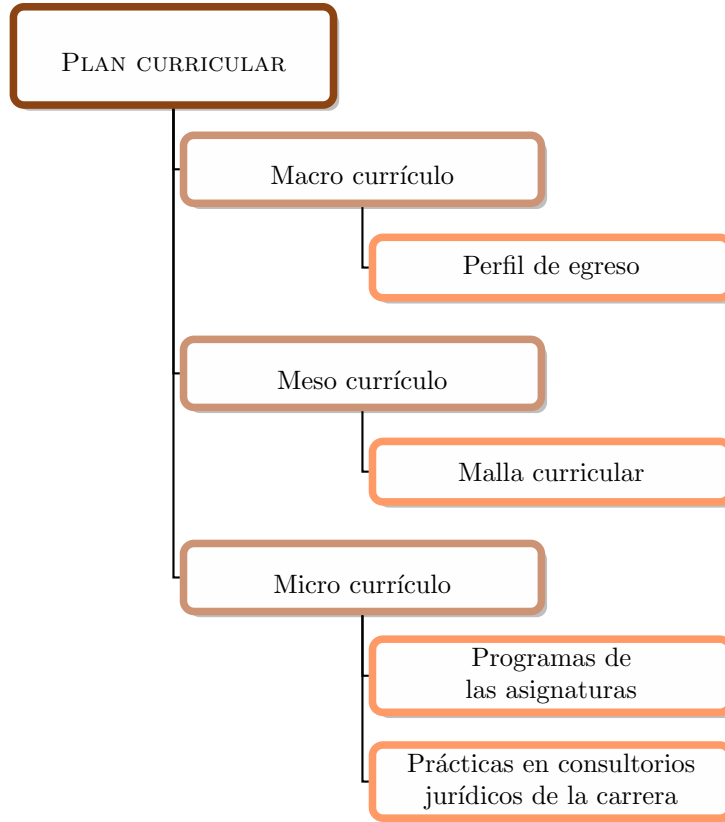 PLAN CURRICULAR
Macro currículo
Perfil de egreso
Meso currículo
Malla curricular
Micro currículo
Programas de
las asignaturas
Prácticas en consultorios
jurídicos de la carrera